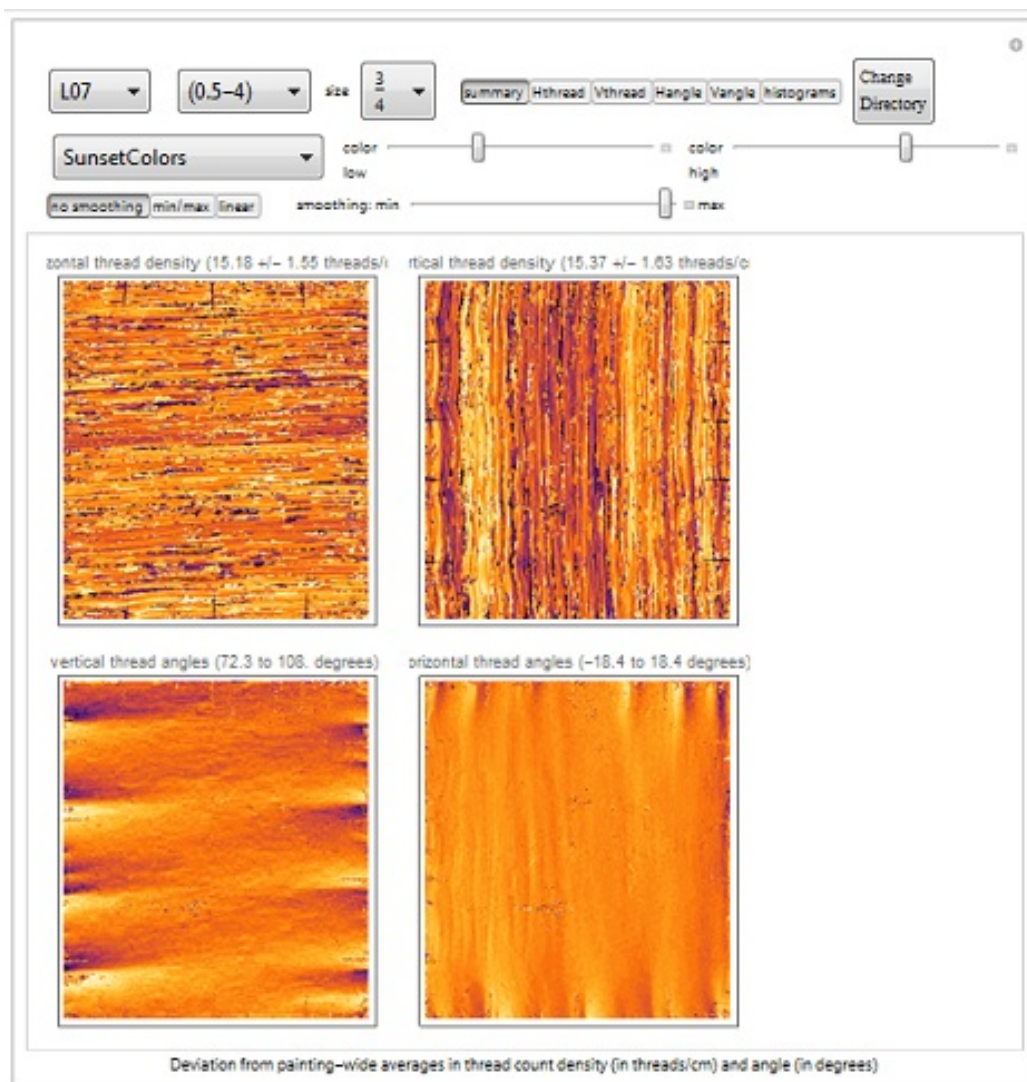 L07 (0.5–4) size 3/4 summary Hthread Vthread Hangle Vangle histograms Change Directory
SunsetColors color low color high
no smoothing min/max linear smoothing: min max
zontal thread density (15.18 +/− 1.55 threads/ rtical thread density (15.37 +/− 1.63 threads/c
vertical thread angles (72.3 to 108. degrees) orizontal thread angles (−18.4 to 18.4 degrees)
Deviation from painting–wide averages in thread count density (in threads/cm) and angle (in degrees)